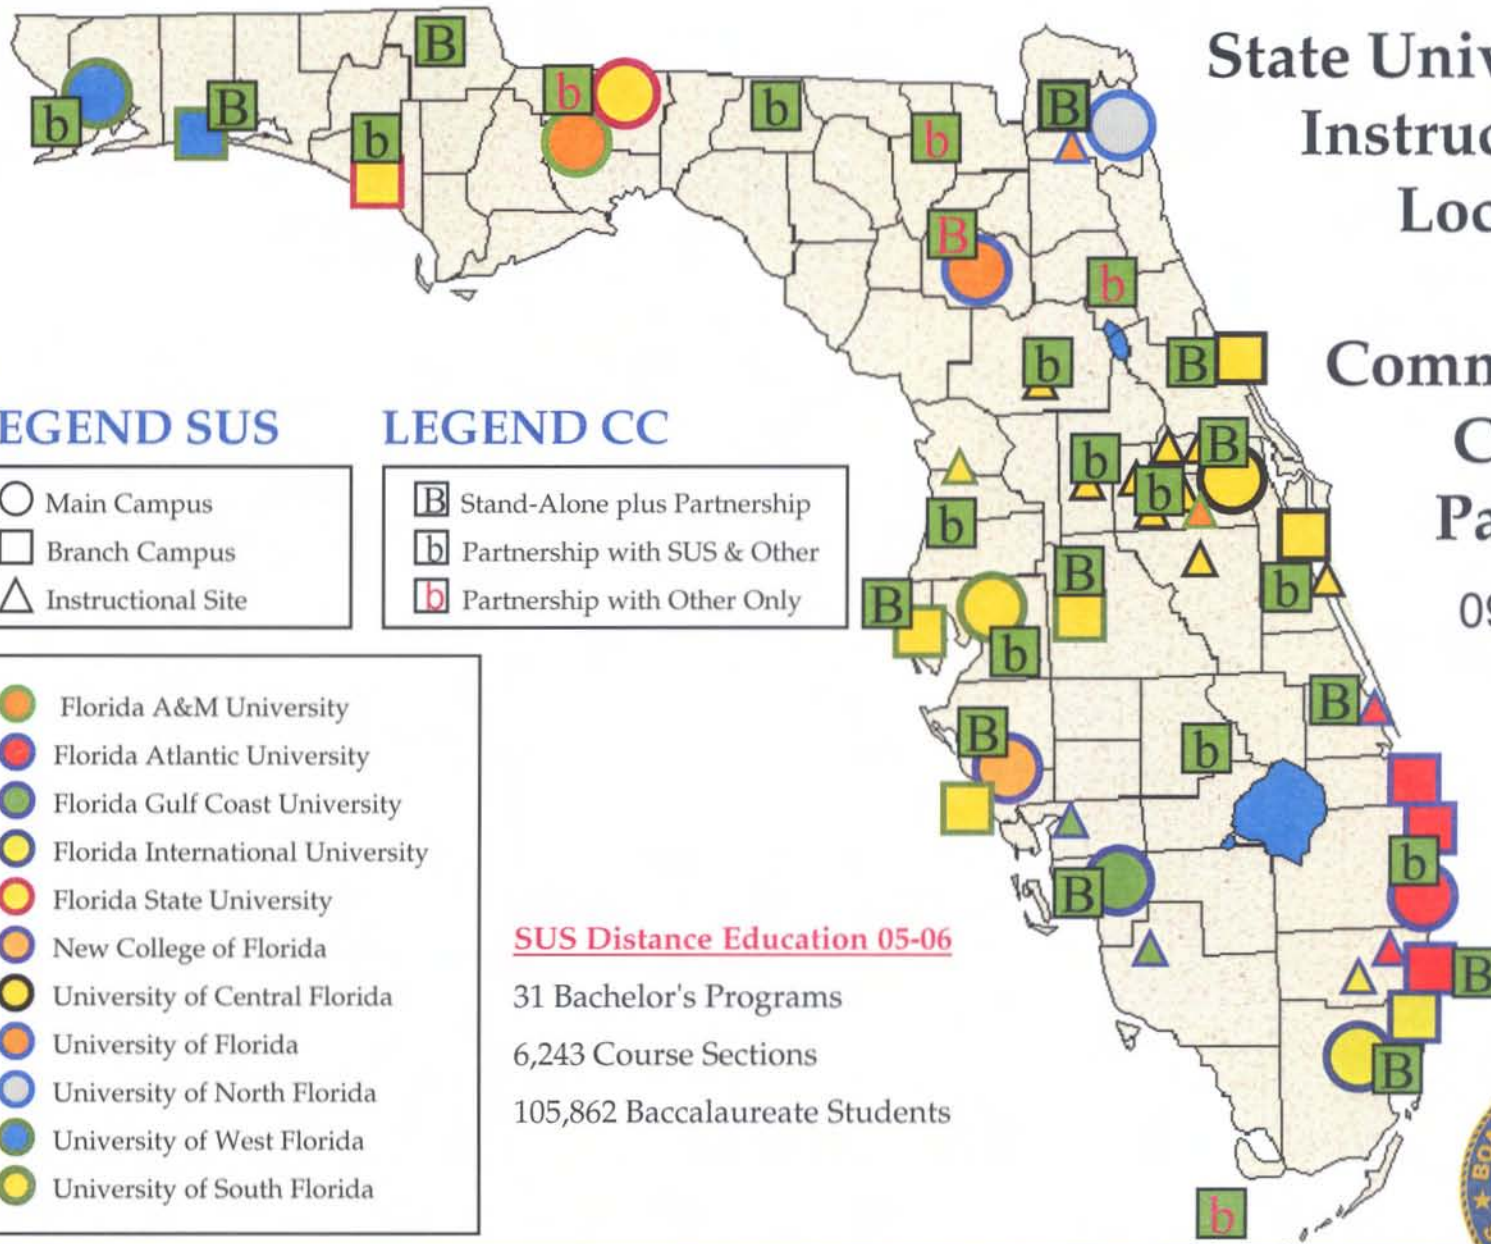 State Univ
Instruc
Loc
Comm
C
Pa
09
EGEND SUS
Main Campus
Branch Campus
Instructional Site
LEGEND CC
B Stand-Alone plus Partnership
b Partnership with SUS & Other
b Partnership with Other Only
Florida A&M University
Florida Atlantic University
Florida Gulf Coast University
Florida International University
Florida State University
New College of Florida
University of Central Florida
University of Florida
University of North Florida
University of West Florida
University of South Florida
SUS Distance Education 05-06
31 Bachelor's Programs
6,243 Course Sections
105,862 Baccalaureate Students
B
b
B
b
b
b
B
b
B
b
b
B
B
b
b
b
B
B
b
b
B
B
b
B
b
B
B
B
b
BOA